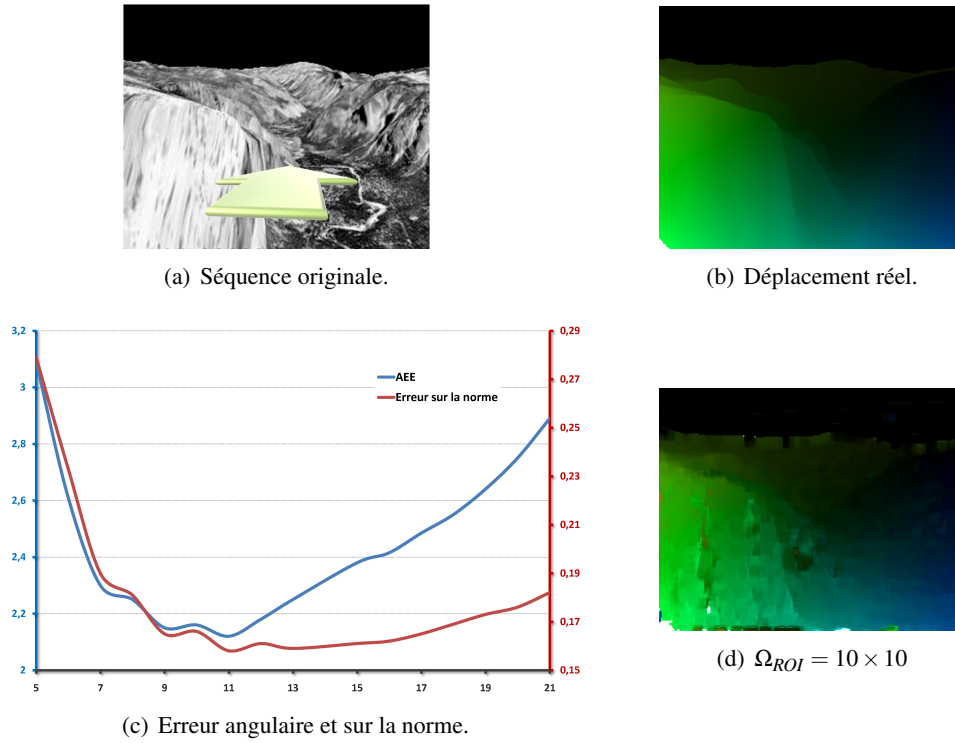 (a) Séquence originale.
(b) Déplacement réel.
3,2
3
2,8
2,6
2,4
2,2
2
0,29
0,27
0,25
0,23
0,21
0,19
0,17
0,15
AEE
Erreur sur la norme
5 7 9 11 13 15 17 19 21
(c) Erreur angulaire et sur la norme.
(d) Ω_{ROI} = 10 × 10